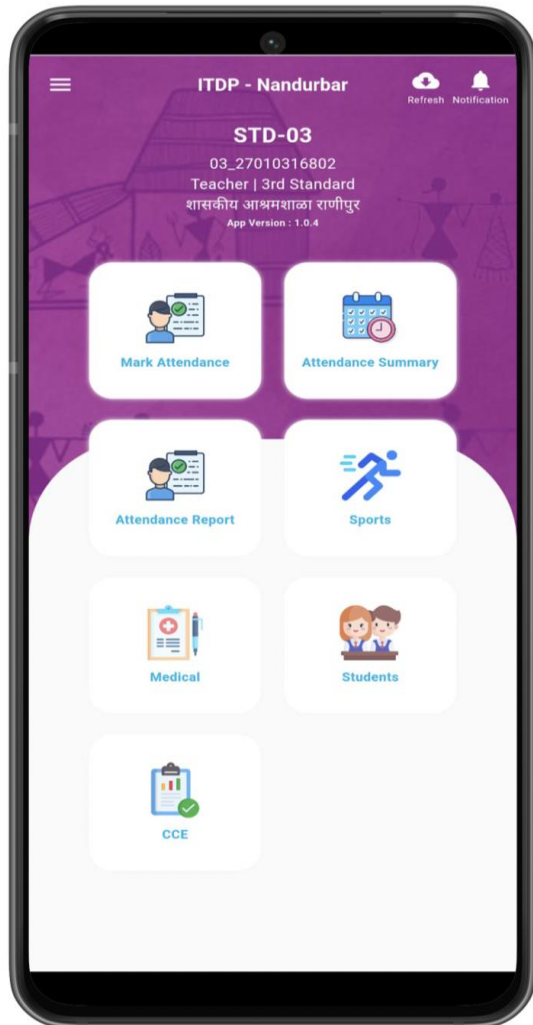 ITDP - Nandurbar
Refresh Notification
STD-03
03_27010316802
Teacher | 3rd Standard
शासकीय आश्रमशाळा राणीपुर
App Version : 1.0.4
Mark Attendance
Attendance Summary
Attendance Report
Sports
Medical
Students
CCE